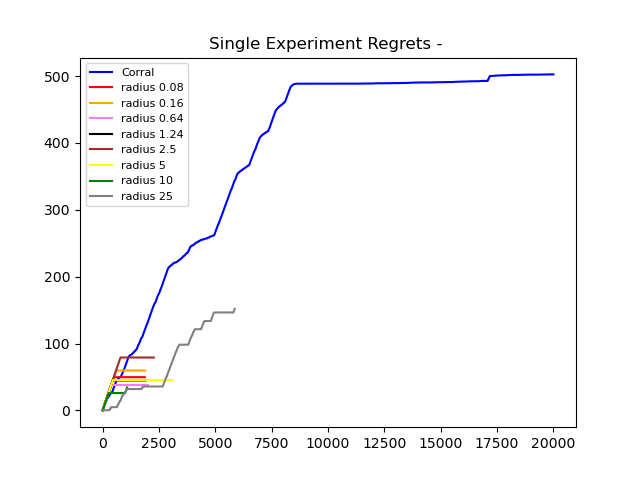 Single Experiment Regrets -
500
400
300
200
100
0
Corral
radius 0.08
radius 0.16
radius 0.64
radius 1.24
radius 2.5
radius 5
radius 10
radius 25
0 2500 5000 7500 10000 12500 15000 17500 20000